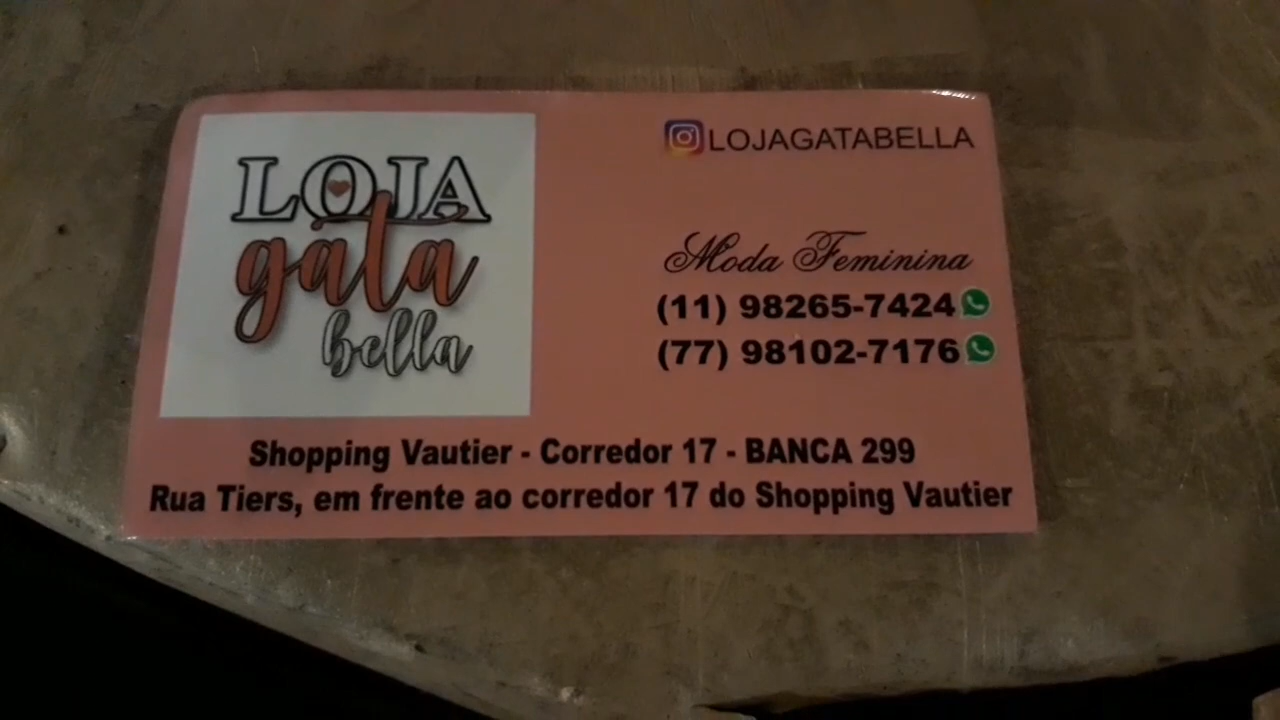 LOJA
gata
bella
LOJAGATABELLA
Moda Feminina
(11) 98265-7424
(77) 98102-7176
Shopping Vautier - Corredor 17 - BANCA 299
Rua Tiers, em frente ao corredor 17 do Shopping Vautier